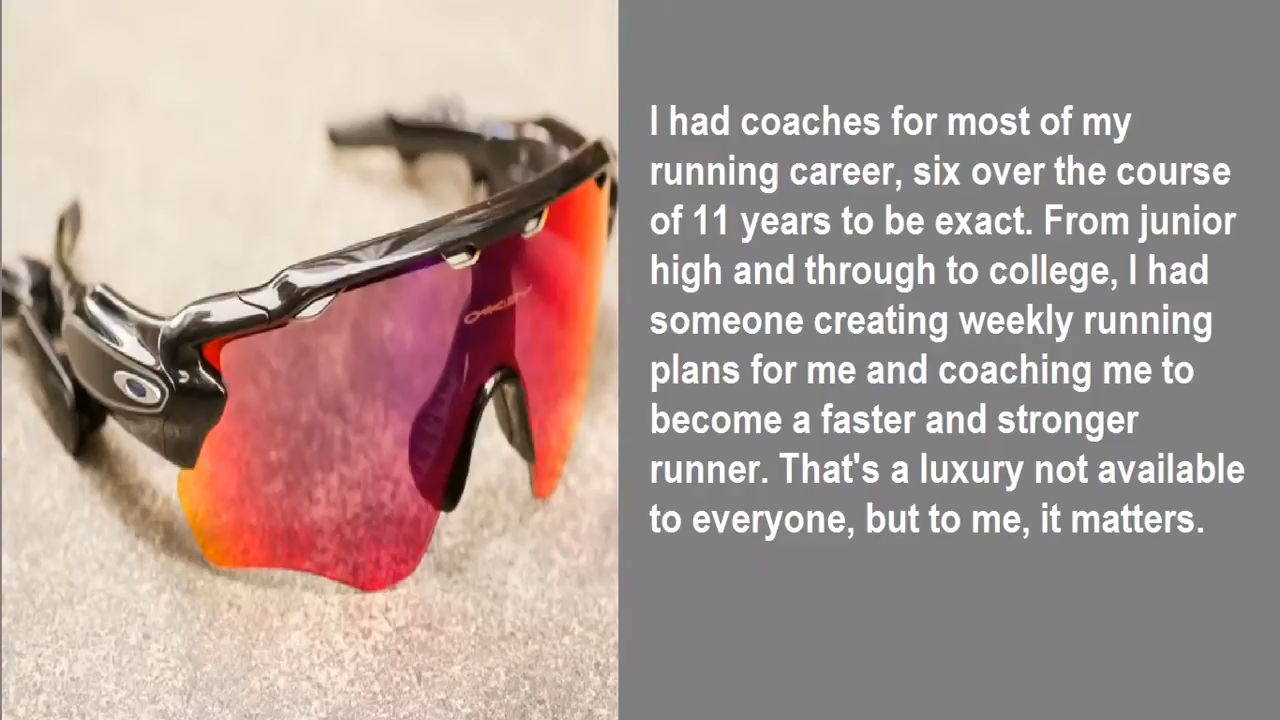 OAKLEY
I had coaches for most of my
running career, six over the course
of 11 years to be exact. From junior
high and through to college, I had
someone creating weekly running
plans for me and coaching me to
become a faster and stronger
runner. That's a luxury not available
to everyone, but to me, it matters.